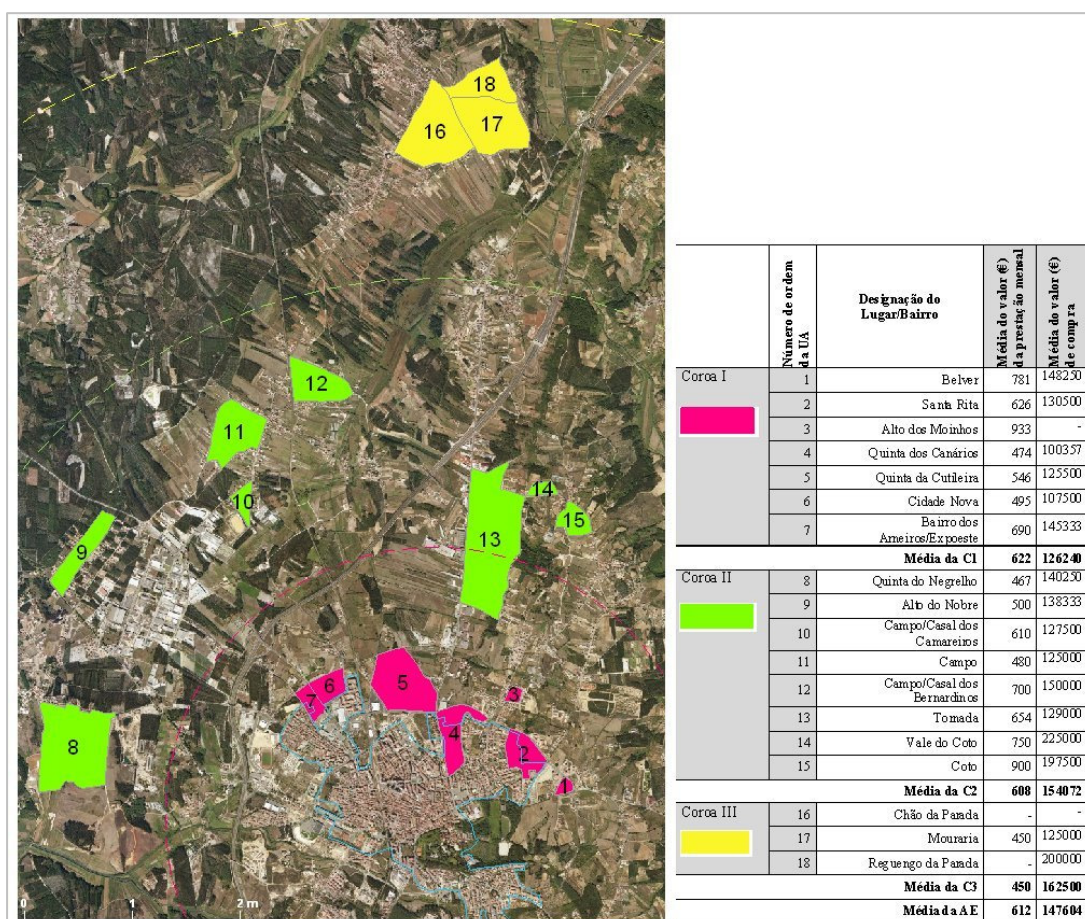 18
16
17
12
11
10
14
15
13
9
5
6
7
3
4
8
2
1
0 1 2 m
Número de ordem da UA
Designação do Lugar/Bairro
Média do valor (€) da prestação mensal
Média do valor (€) de compra
Coroa I 1 Belver 781 148250
2 Santa Rita 626 130500
3 Alto dos Moinhos 933 -
4 Quinta dos Canários 474 100357
5 Quinta da Cutileira 546 125500
6 Cidade Nova 495 107500
7 Bairro dos Arneiros/Expoeste 690 145333
Média da C1 622 126240
Coroa II 8 Quinta do Negrelho 467 140250
9 Alto do Nobre 500 138333
10 Campo/Casal dos Camareiros 610 127500
11 Campo 480 125000
12 Campo/Casal dos Bernardinos 700 150000
13 Tornada 654 129000
14 Vale do Coto 750 225000
15 Coto 900 197500
Média da C2 608 154072
Coroa III 16 Chão da Parada - -
17 Mouraria 450 125000
18 Reguengo da Parada - 200000
Média da C3 450 162500
Média da AE 612 147604